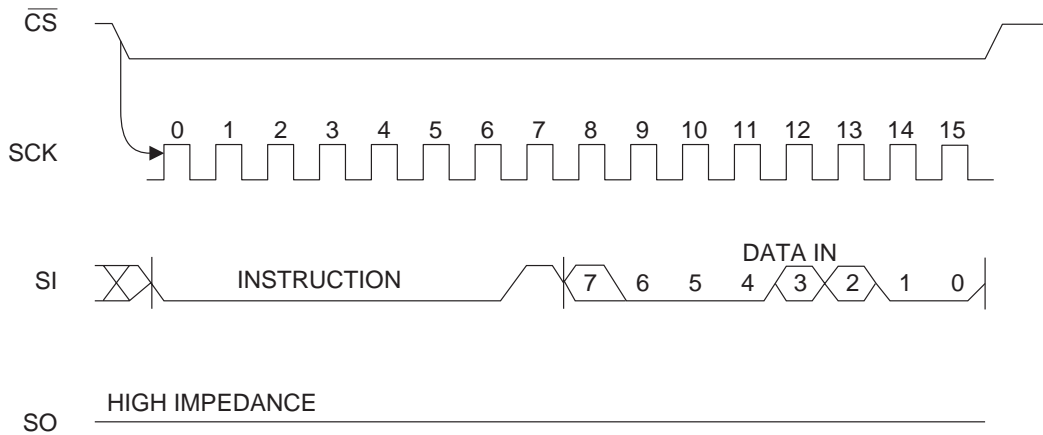 CS
0 1 2 3 4 5 6 7 8 9 10 11 12 13 14 15
SCK
DATA IN
SI INSTRUCTION 7 6 5 4 3 2 1 0
HIGH IMPEDANCE
SO